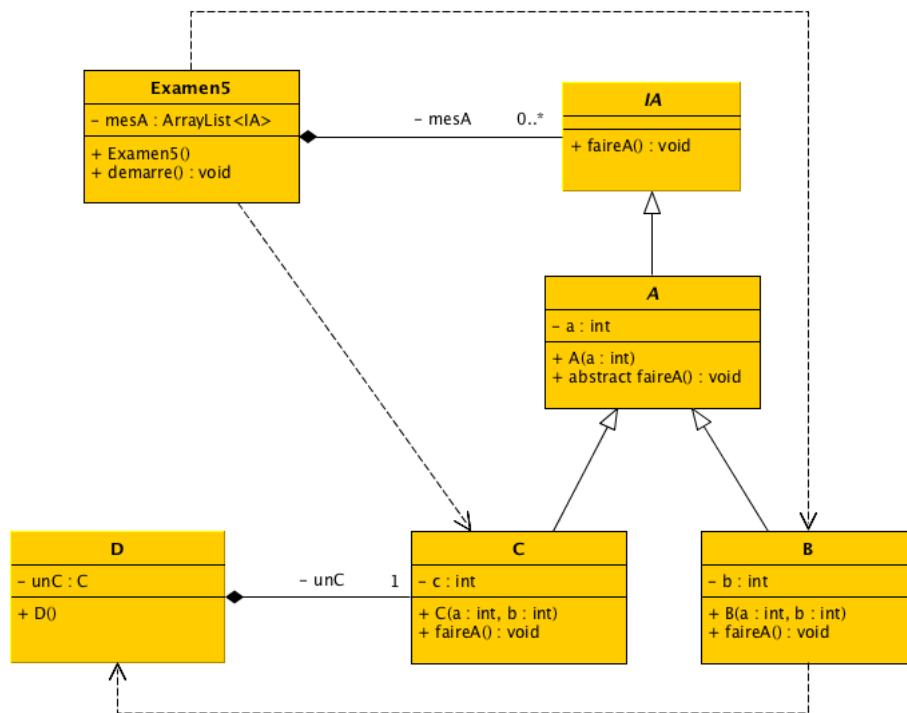 Examen5
- mesA : ArrayList<IA>
+ Examen5()
+ demarre() : void
- mesA 0..*
IA
+ faireA() : void
A
- a : int
+ A(a : int)
+ abstract faireA() : void
D
- unC : C
+ D()
- unC 1
C
- c : int
+ C(a : int, b : int)
+ faireA() : void
B
- b : int
+ B(a : int, b : int)
+ faireA() : void